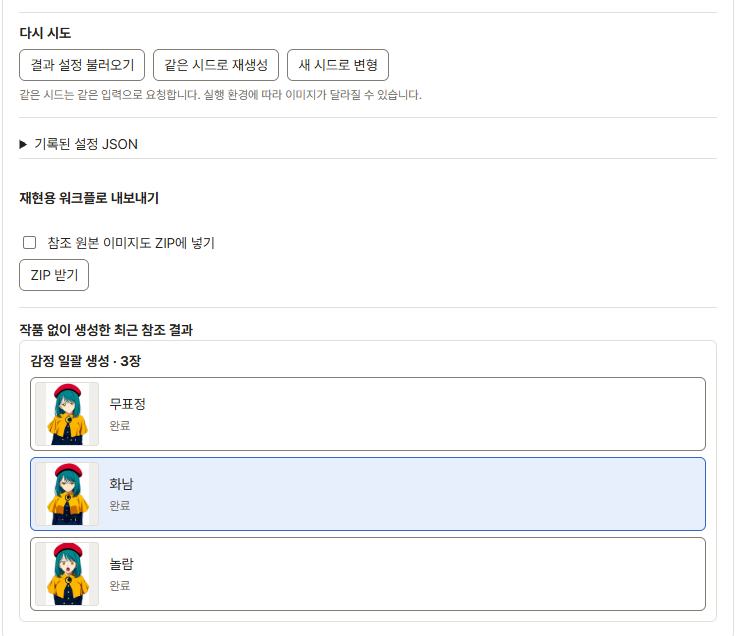 다시 시도
결과 설정 불러오기
같은 시드로 재생성
새 시드로 변형
같은 시드는 같은 입력으로 요청합니다. 실행 환경에 따라 이미지가 달라질 수 있습니다.
▶ 기록된 설정 JSON
재현용 워크플로 내보내기
참조 원본 이미지도 ZIP에 넣기
ZIP 받기
작품 없이 생성한 최근 참조 결과
감정 일괄 생성 · 3장
무표정
완료
화남
완료
놀람
완료